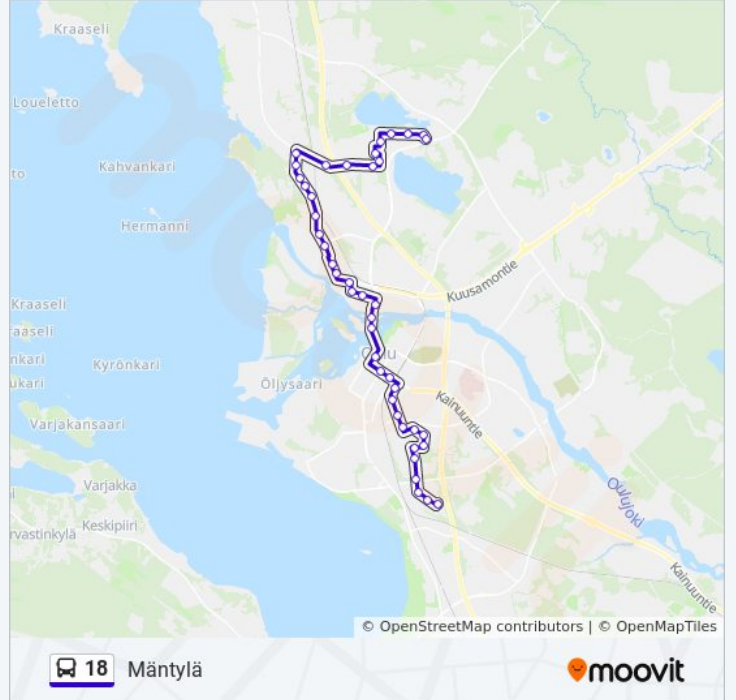 Kraaseli
Loueletto
to
Kahvankari
Hermanni
Kuusamontie
Kraaseli
aaseli
nkari
ukari
Kyrönkari
Öljysaari
Kainuuntie
Varjakansaari
Varjakka
Keskipiiri
rvastinkylä
Oulujoki
Kainuuntie
© OpenStreetMap contributors | © OpenMapTiles
18 Mäntylä
moovit